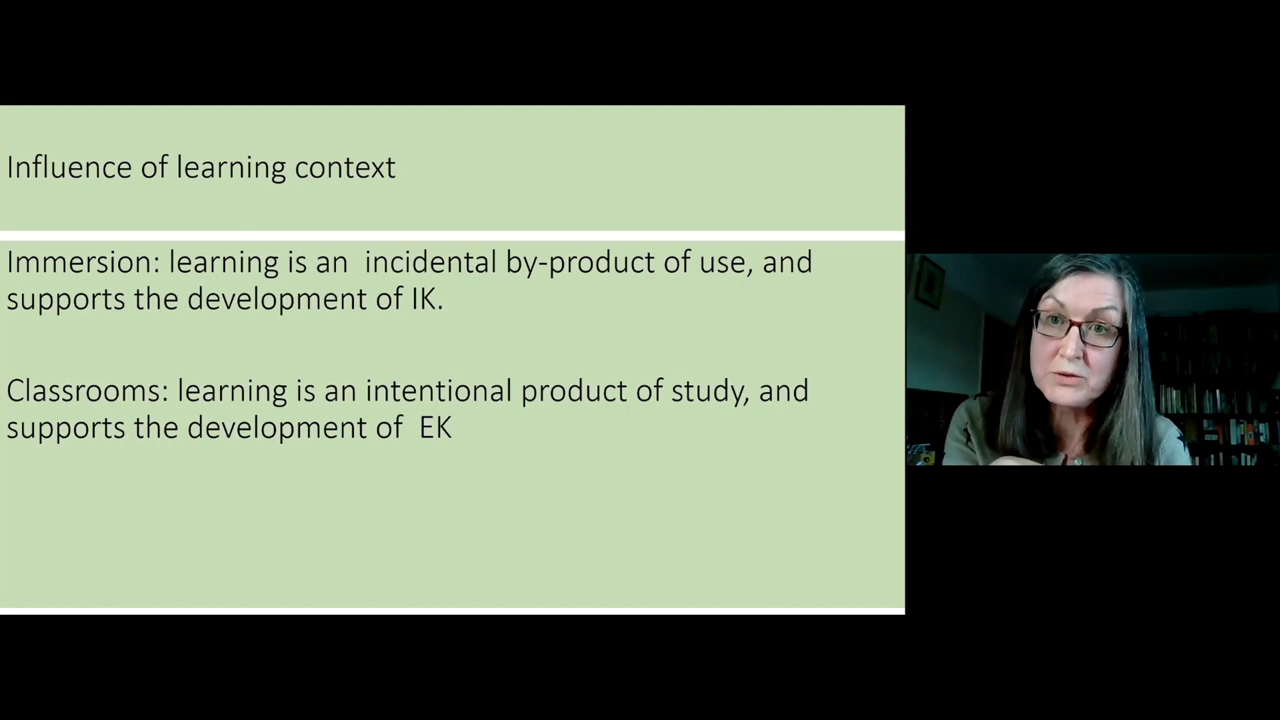 Influence of learning context
Immersion: learning is an  incidental by-product of use, and
supports the development of IK.
Classrooms: learning is an intentional product of study, and
supports the development of  EK